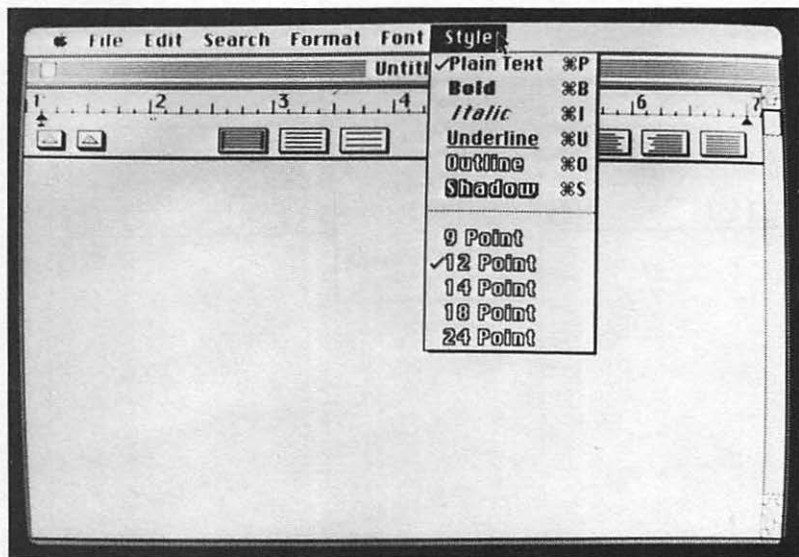 File Edit Search Format Font Style
Untitl
✓Plain Text ⌘P
Bold ⌘B
Italic ⌘I
Underline ⌘U
Outline ⌘O
Shadow ⌘S
1 2 3 4 6 7
9 Point
✓12 Point
14 Point
18 Point
24 Point